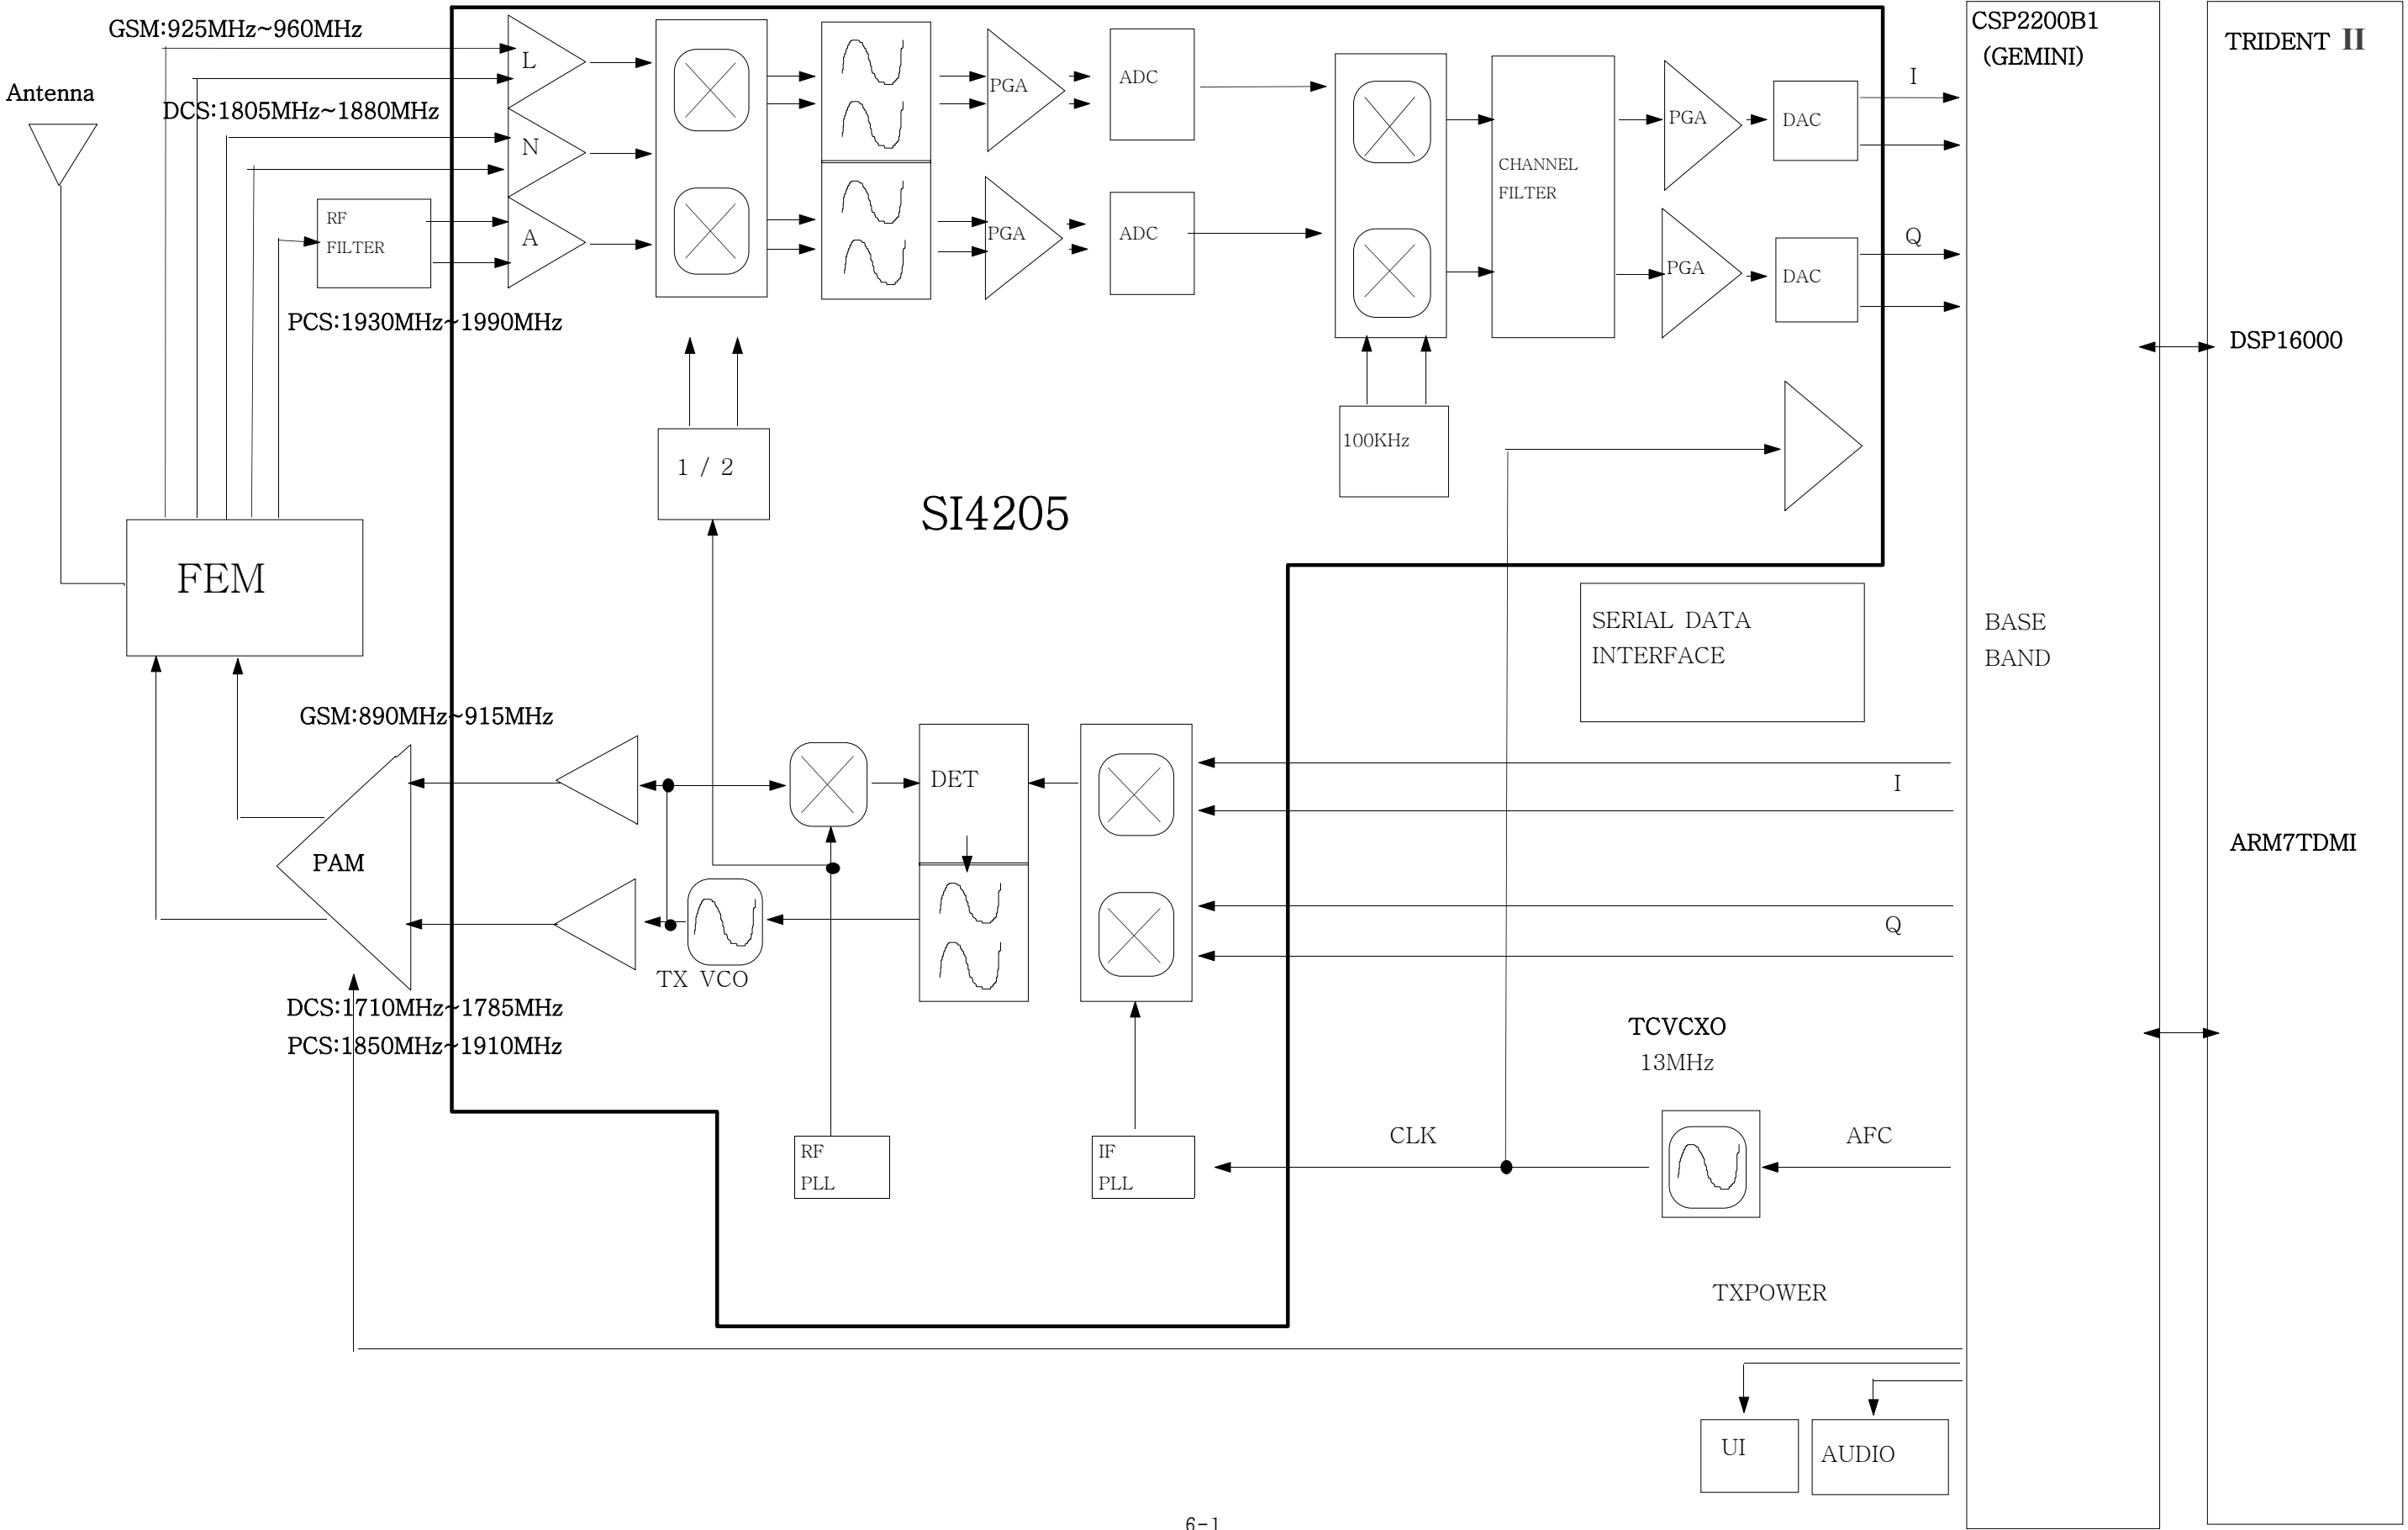 GSM:925MHz~960MHz
Antenna
DCS:1805MHz~1880MHz
L
N
A
RF
FILTER
PCS:1930MHz~1990MHz
PGA
ADC
PGA
ADC
CHANNEL
FILTER
PGA
DAC
PGA
DAC
I
Q
CSP2200B1
(GEMINI)
TRIDENT II
DSP16000
1 / 2
100KHz
SI4205
FEM
SERIAL DATA
INTERFACE
BASE
BAND
GSM:890MHz~915MHz
DET
I
PAM
ARM7TDMI
Q
TX VCO
DCS:1710MHz~1785MHz
PCS:1850MHz~1910MHz
TCVCXO
13MHz
RF
PLL
IF
PLL
CLK
AFC
TXPOWER
UI
AUDIO
6-1